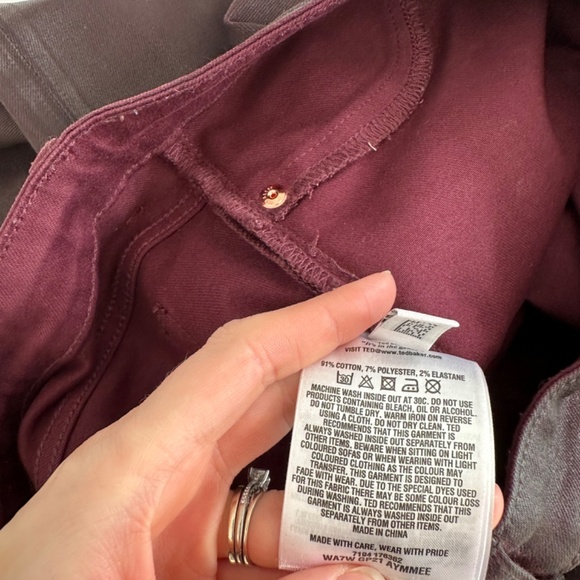 VISIT TED@www.tedbaker.com
91% COTTON, 7% POLYESTER, 2% ELASTANE
MACHINE WASH INSIDE OUT AT 30C. DO NOT USE
PRODUCTS CONTAINING BLEACH, OIL OR ALCOHOL.
DO NOT TUMBLE DRY. WARM IRON ON REVERSE
USING A CLOTH. DO NOT DRY CLEAN. TED
RECOMMENDS THAT THIS GARMENT IS
ALWAYS WASHED INSIDE OUT SEPARATELY FROM
OTHER ITEMS. BEWARE WHEN SITTING ON LIGHT
COLOURED SOFAS OR WHEN WEARING WITH LIGHT
COLOURED CLOTHING AS THE COLOUR MAY
TRANSFER. THIS GARMENT IS DESIGNED TO
FADE WITH WEAR. DUE TO THE SPECIAL DYES USED
FOR THIS FABRIC THERE MAY BE SOME COLOUR LOSS
DURING WASHING. TED RECOMMENDS THAT THIS
GARMENT IS ALWAYS WASHED INSIDE OUT
SEPARATELY FROM OTHER ITEMS.
MADE IN CHINA
MADE WITH CARE, WEAR WITH PRIDE
7194 176362
WA7W GP21 AYMMEE